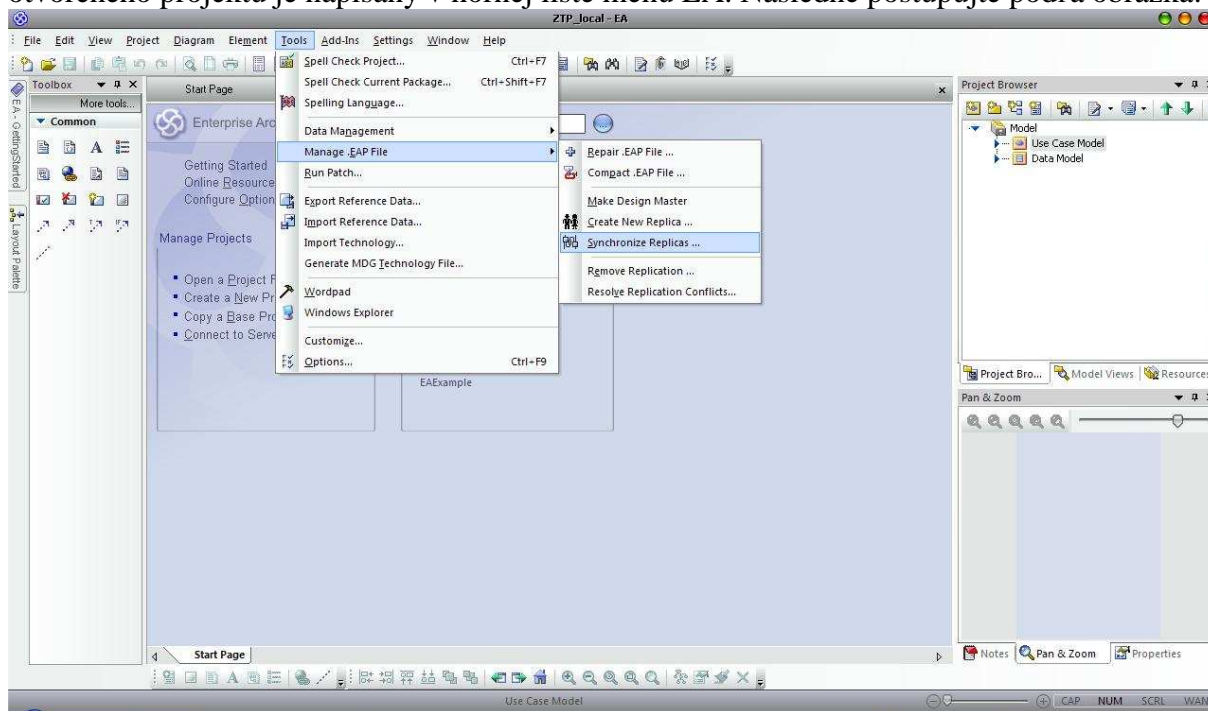 otvoreného projektu je napísaný v hornej lište menu EA. Následne postupujte podľa obrázka.
ZTP_local - EA
File Edit View Project Diagram Element Tools Add-Ins Settings Window Help
Toolbox
More tools...
Common
EA - GettingStarted
Layout Palette
Start Page
Enterprise Arc
Getting Started
Online Resource
Configure Option
Manage Projects
Open a Project F
Create a New Pr
Copy a Base Pro
Connect to Serve
EAExample
Spell Check Project... Ctrl+F7
Spell Check Current Package... Ctrl+Shift+F7
Spelling Language...
Data Management
Manage .EAP File
Run Patch...
Export Reference Data...
Import Reference Data...
Import Technology...
Generate MDG Technology File...
Wordpad
Windows Explorer
Customize...
Options... Ctrl+F9
Repair .EAP File ...
Compact .EAP File ...
Make Design Master
Create New Replica ...
Synchronize Replicas ...
Remove Replication ...
Resolve Replication Conflicts...
Project Browser
Model
Use Case Model
Data Model
Project Bro... Model Views Resources
Pan & Zoom
Start Page
Notes Pan & Zoom Properties
Use Case Model
CAP NUM SCRL WAN